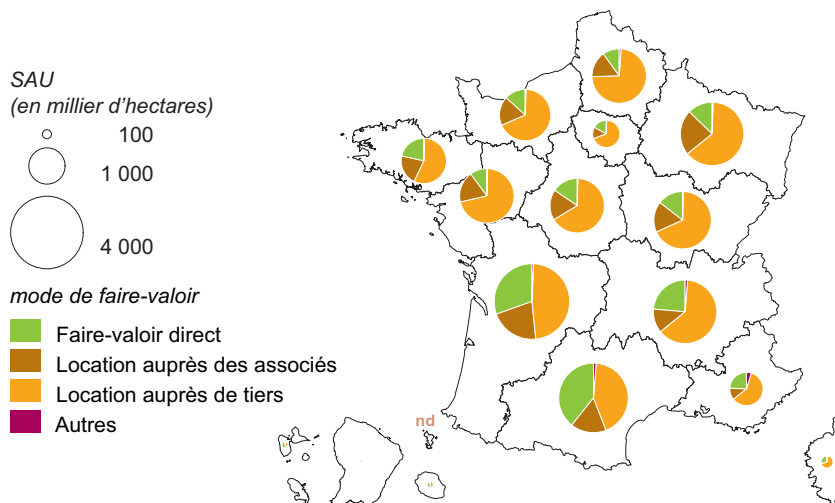 SAU
(en millier d'hectares)
100
1 000
4 000
mode de faire-valoir
Faire-valoir direct
Location auprès des associés
Location auprès de tiers
Autres
nd